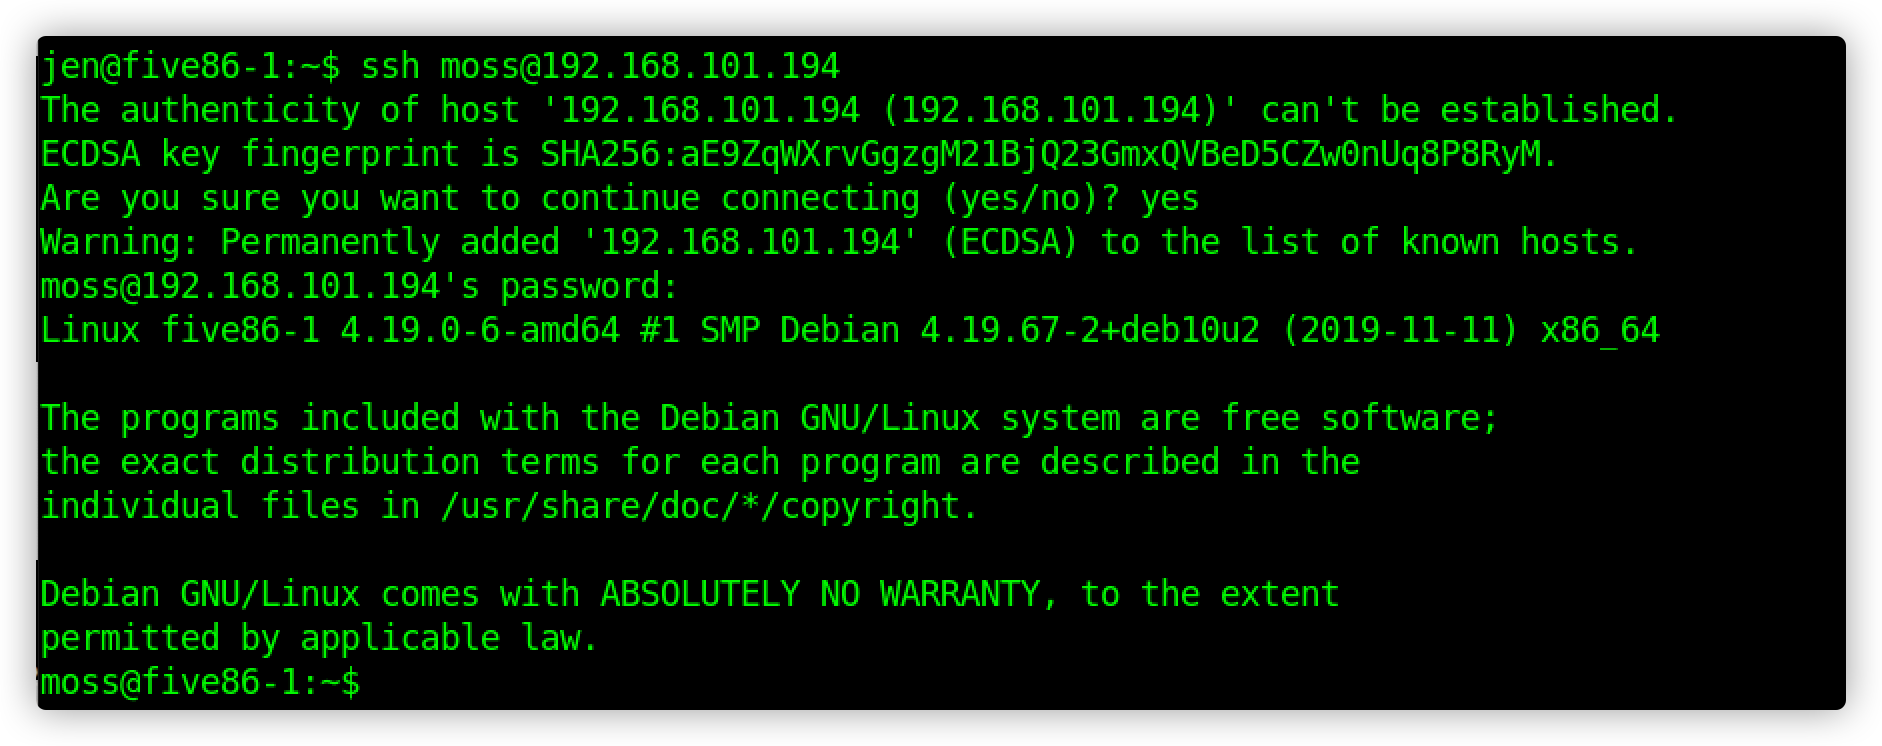 jen@five86-1:~$ ssh moss@192.168.101.194
The authenticity of host '192.168.101.194 (192.168.101.194)' can't be established.
ECDSA key fingerprint is SHA256:aE9ZqWXrvGgzgM21BjQ23GmxQVBeD5CZw0nUq8P8RyM.
Are you sure you want to continue connecting (yes/no)? yes
Warning: Permanently added '192.168.101.194' (ECDSA) to the list of known hosts.
moss@192.168.101.194's password:
Linux five86-1 4.19.0-6-amd64 #1 SMP Debian 4.19.67-2+deb10u2 (2019-11-11) x86_64
The programs included with the Debian GNU/Linux system are free software;
the exact distribution terms for each program are described in the
individual files in /usr/share/doc/*/copyright.
Debian GNU/Linux comes with ABSOLUTELY NO WARRANTY, to the extent
permitted by applicable law.
moss@five86-1:~$